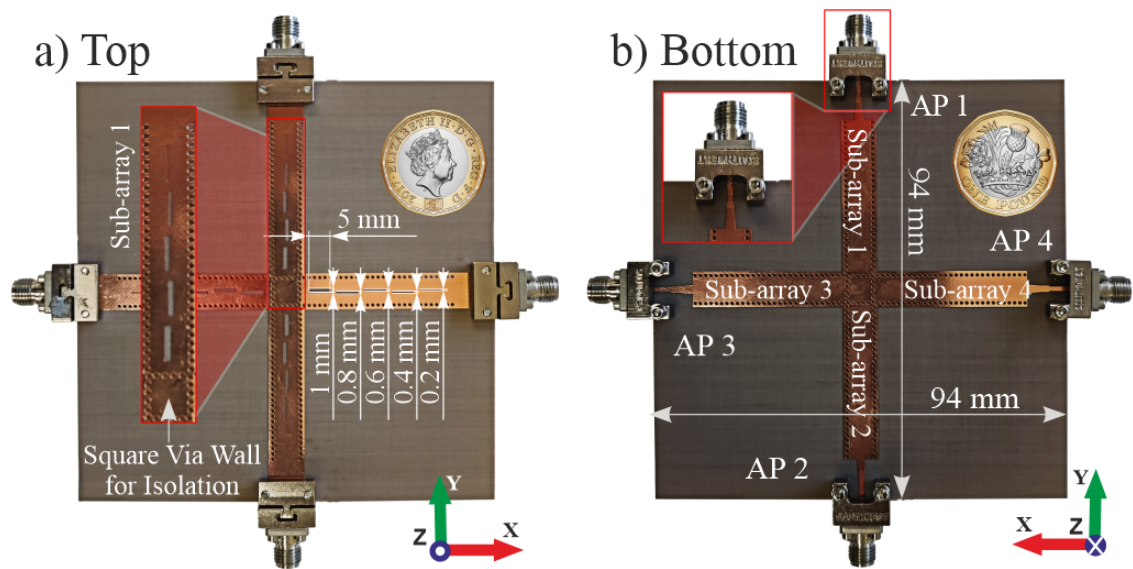 a) Top
Sub-array 1
5 mm
1 mm
0.8 mm
0.6 mm
0.4 mm
0.2 mm
Square Via Wall
for Isolation
Y
Z
X
b) Bottom
AP 1
Sub-array 1
94 mm
AP 4
Sub-array 3
Sub-array 4
AP 3
Sub-array 2
94 mm
AP 2
ONE POUND
Y
X
Z